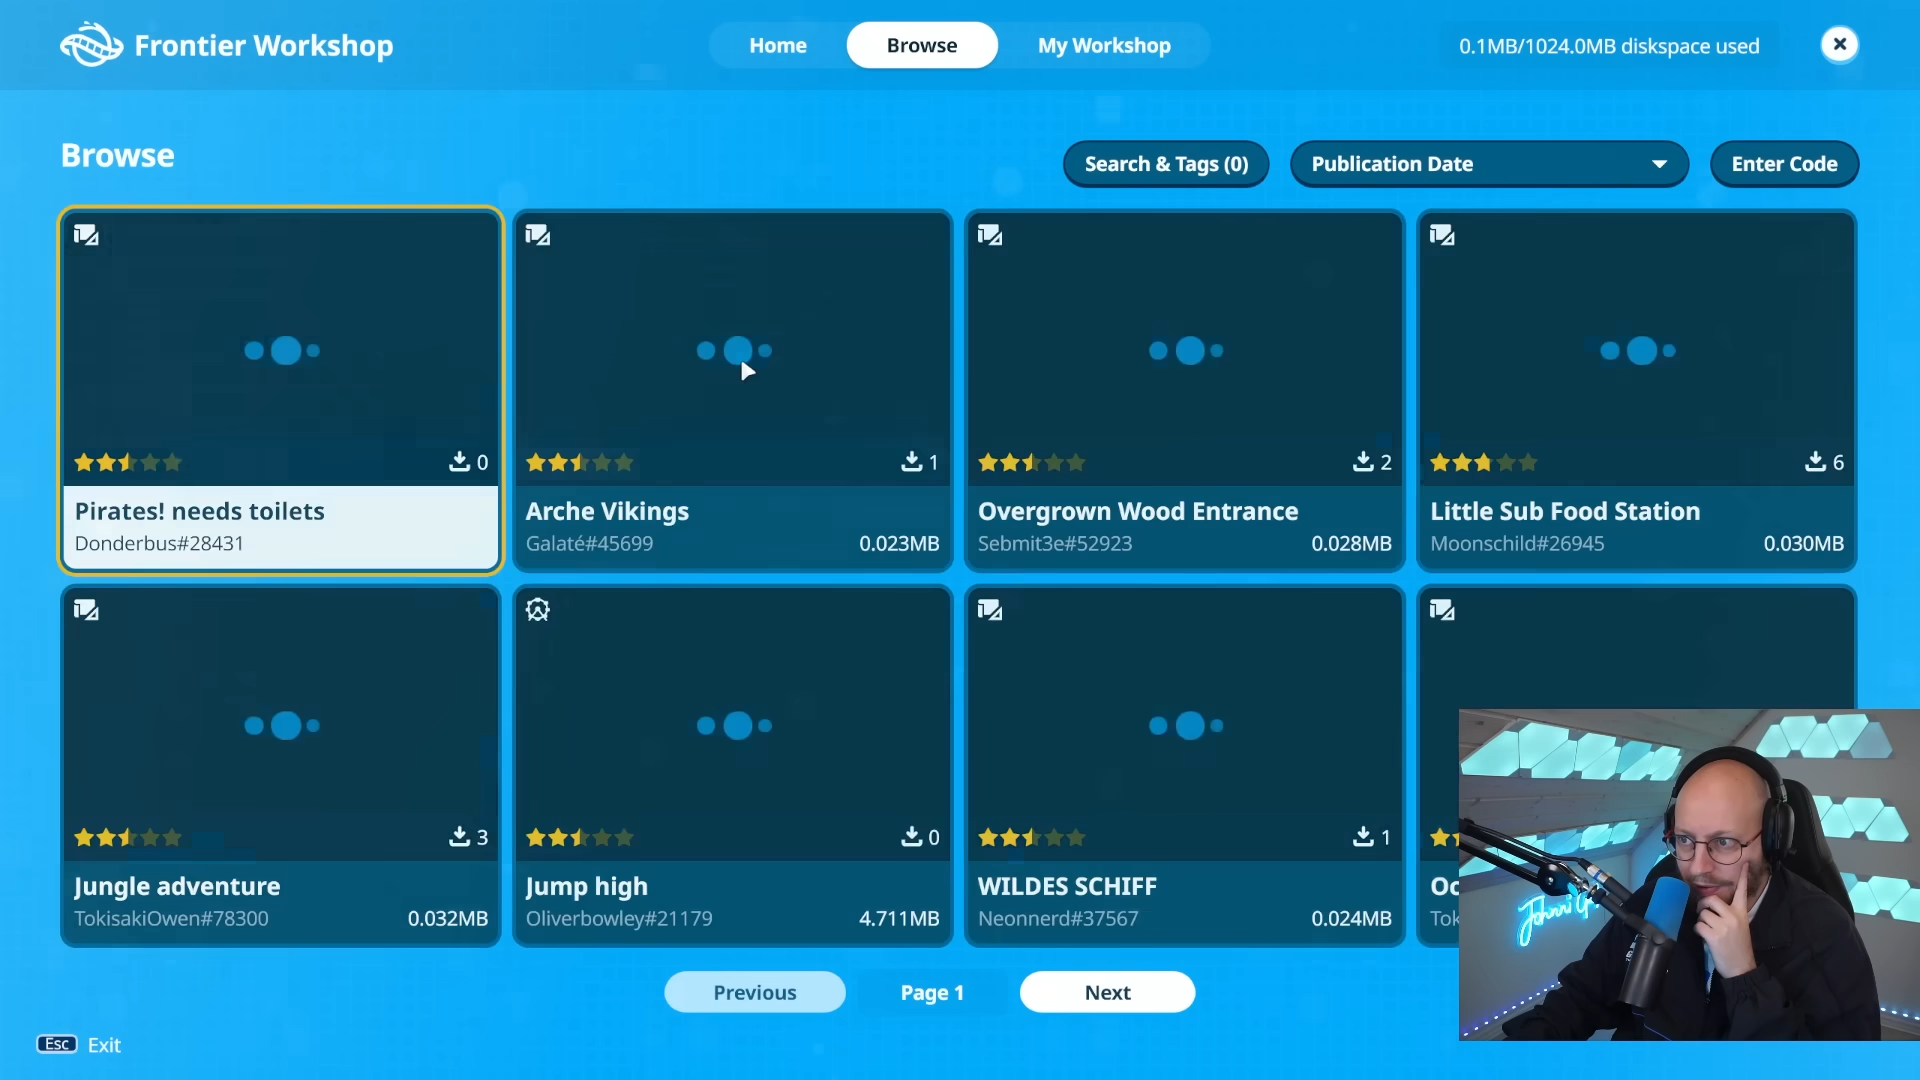 Frontier Workshop
Home
Browse
My Workshop
0.1MB/1024.0MB diskspace used
Browse
Search & Tags (0)
Publication Date
Enter Code
0
Pirates! needs toilets
Donderbus#28431
1
Arche Vikings
Galaté#45699
0.023MB
2
Overgrown Wood Entrance
Sebmit3e#52923
0.028MB
6
Little Sub Food Station
Moonschild#26945
0.030MB
3
Jungle adventure
TokisakiOwen#78300
0.032MB
0
Jump high
Oliverbowley#21179
4.711MB
1
WILDES SCHIFF
Neonnerd#37567
0.024MB
Previous
Page 1
Next
Esc Exit